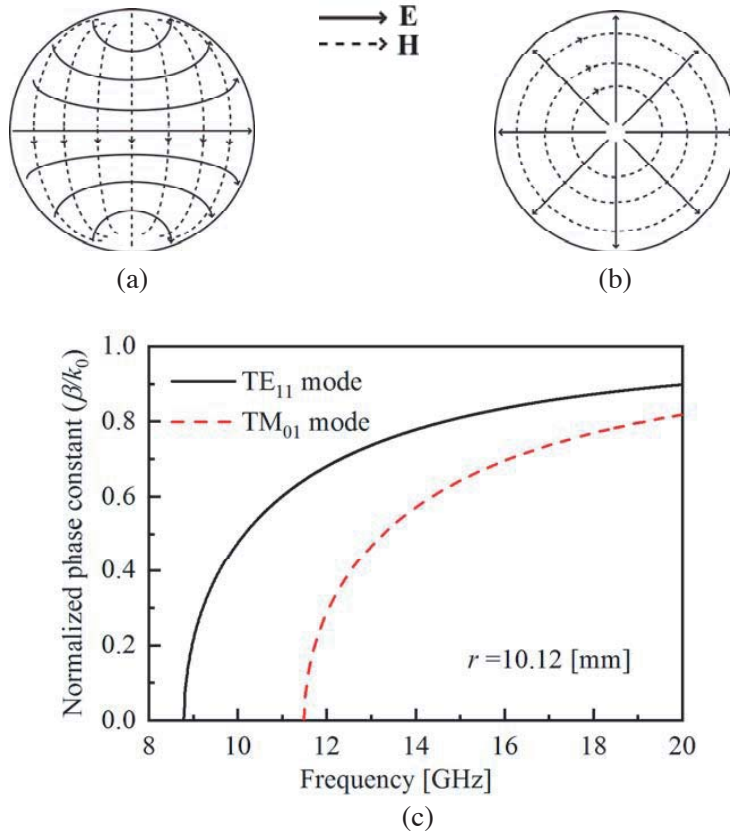 E
H
(a)
(b)
Normalized phase constant (β/k₀)
1.0
0.8
0.6
0.4
0.2
0.0
TE₁₁ mode
TM₀₁ mode
r =10.12 [mm]
8 10 12 14 16 18 20
Frequency [GHz]
(c)